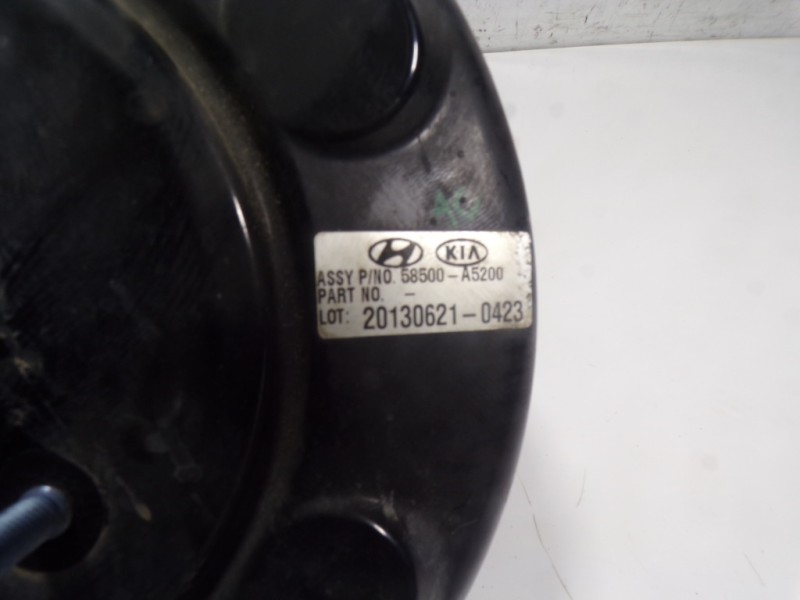 H KIA
ASSY P/NO. 58500-A5200
PART NO. -
LOT: 20130621-0423